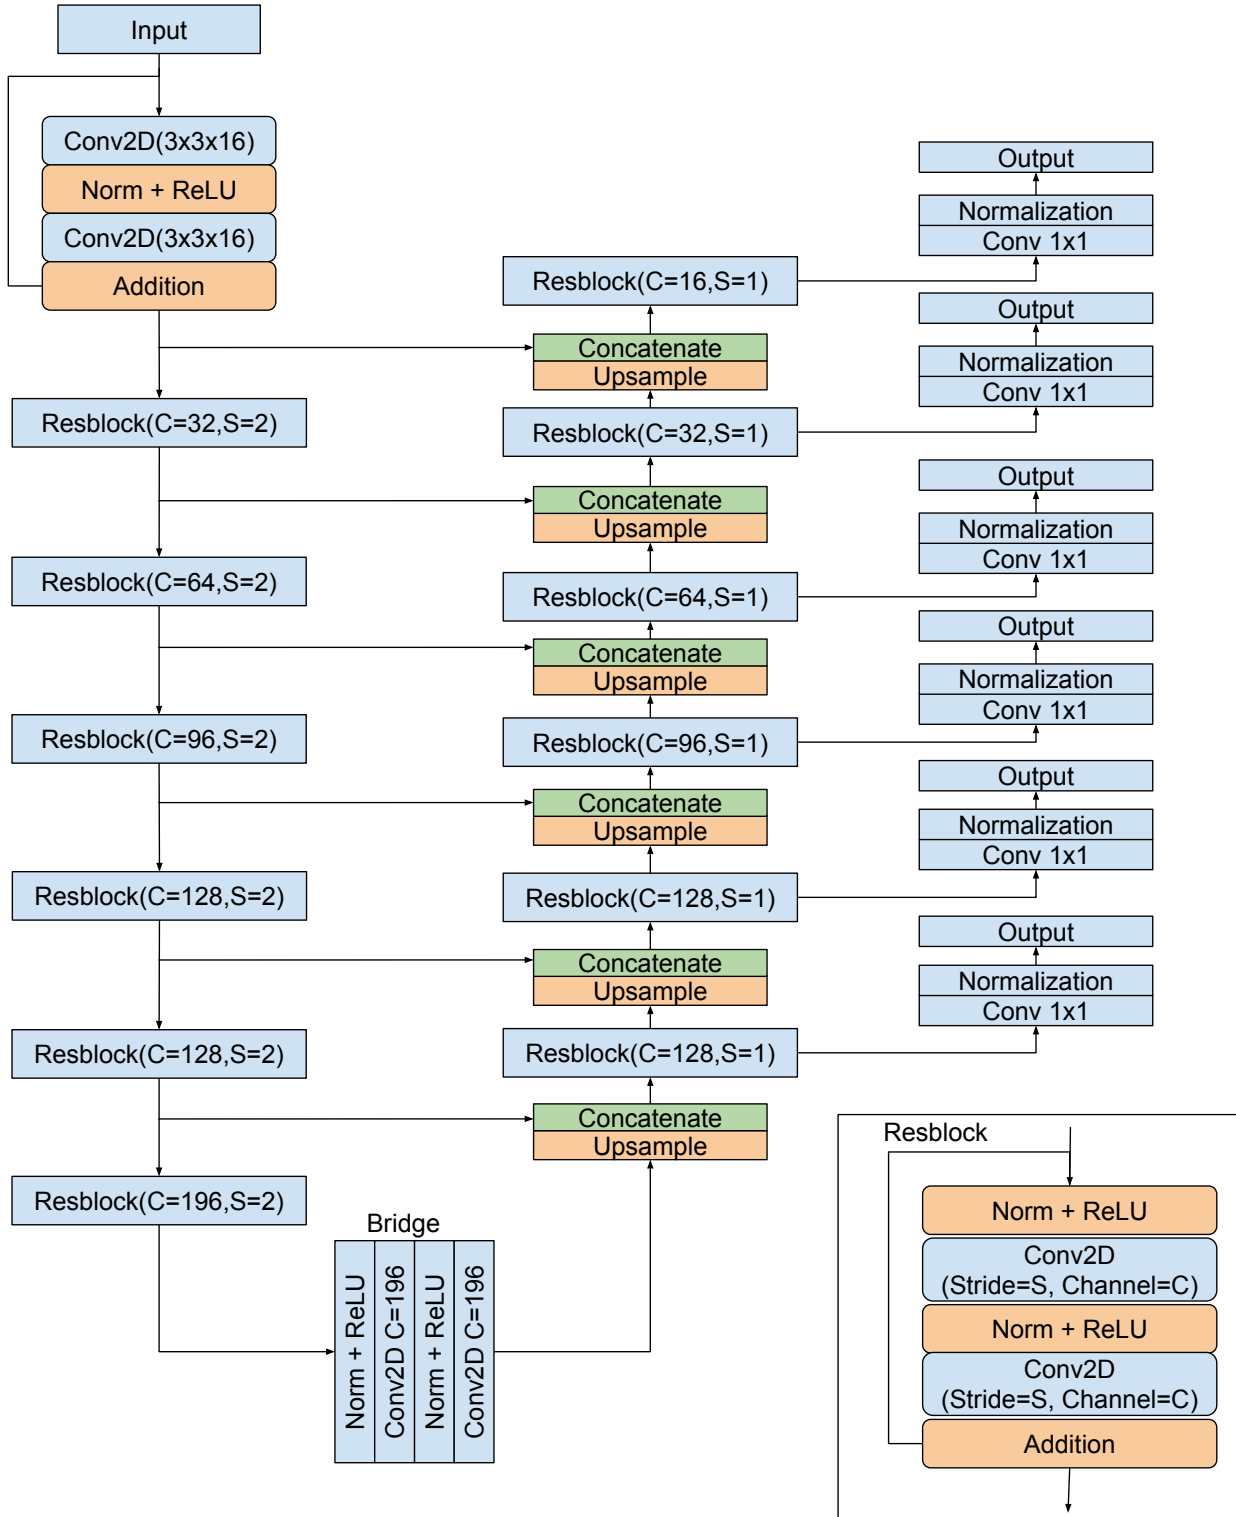 Input
Conv2D(3x3x16)
Norm + ReLU
Conv2D(3x3x16)
Addition
Resblock(C=32,S=2)
Resblock(C=64,S=2)
Resblock(C=96,S=2)
Resblock(C=128,S=2)
Resblock(C=128,S=2)
Resblock(C=196,S=2)
Bridge
Norm + ReLU
Conv2D C=196
Norm + ReLU
Conv2D C=196
Resblock(C=16,S=1)
Concatenate
Upsample
Resblock(C=32,S=1)
Concatenate
Upsample
Resblock(C=64,S=1)
Concatenate
Upsample
Resblock(C=96,S=1)
Concatenate
Upsample
Resblock(C=128,S=1)
Concatenate
Upsample
Resblock(C=128,S=1)
Concatenate
Upsample
Output
Normalization
Conv 1x1
Output
Normalization
Conv 1x1
Output
Normalization
Conv 1x1
Output
Normalization
Conv 1x1
Output
Normalization
Conv 1x1
Output
Normalization
Conv 1x1
Resblock
Norm + ReLU
Conv2D
(Stride=S, Channel=C)
Norm + ReLU
Conv2D
(Stride=S, Channel=C)
Addition